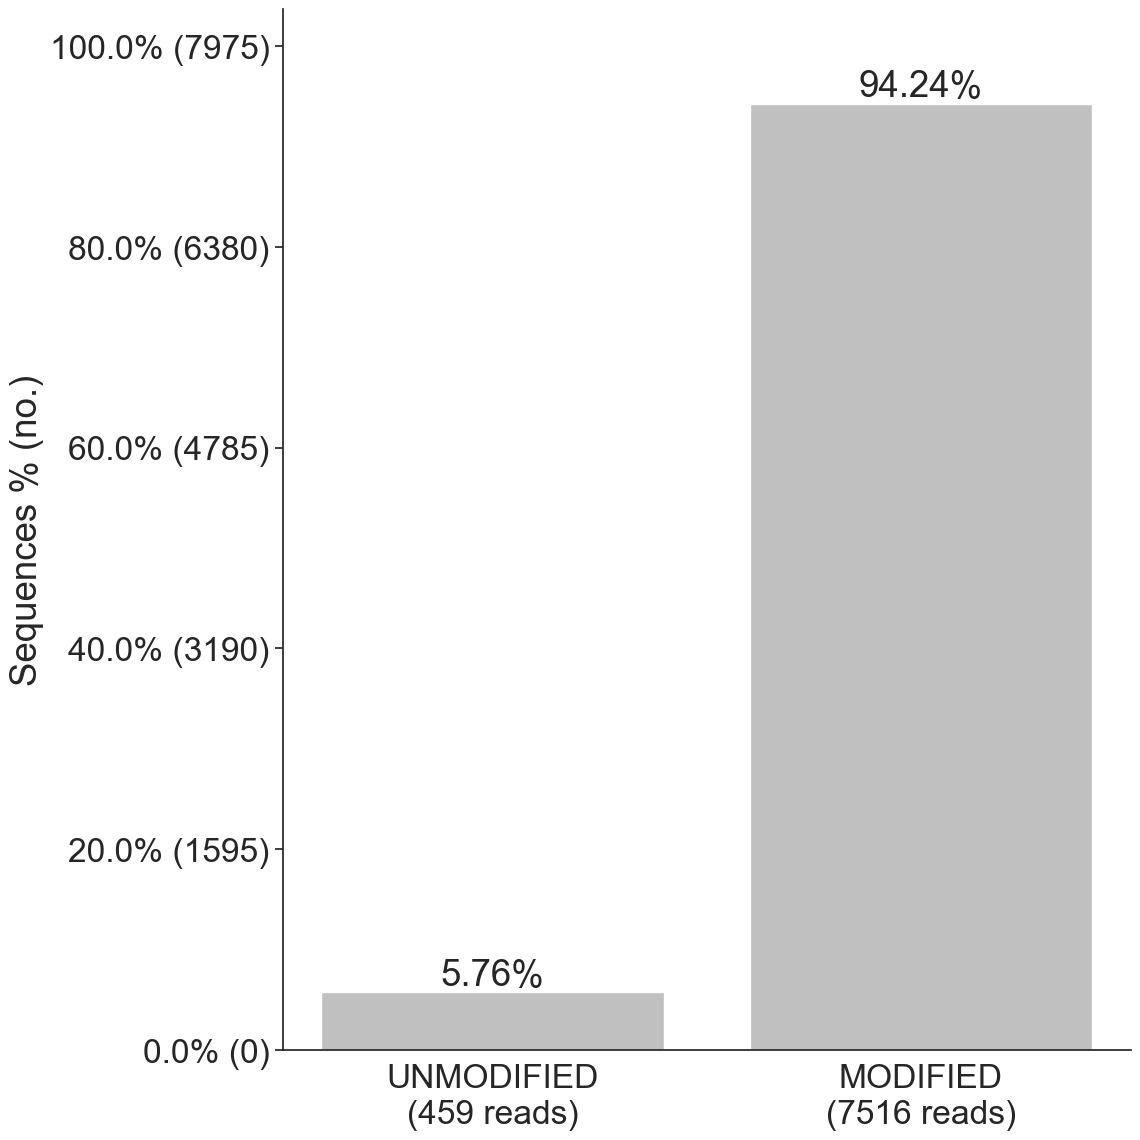 Sequences % (no.)
100.0% (7975)
80.0% (6380)
60.0% (4785)
40.0% (3190)
20.0% (1595)
0.0% (0)
94.24%
5.76%
UNMODIFIED
(459 reads)
MODIFIED
(7516 reads)